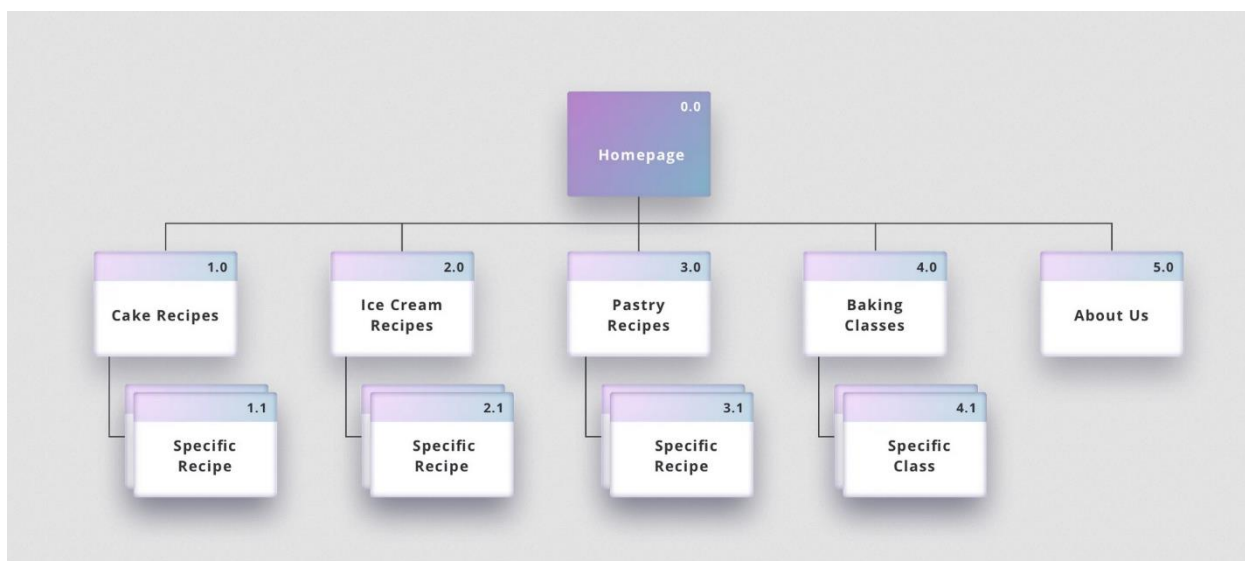 0.0
Homepage
1.0
Cake Recipes
2.0
Ice Cream
Recipes
3.0
Pastry
Recipes
4.0
Baking
Classes
5.0
About Us
1.1
Specific
Recipe
2.1
Specific
Recipe
3.1
Specific
Recipe
4.1
Specific
Class